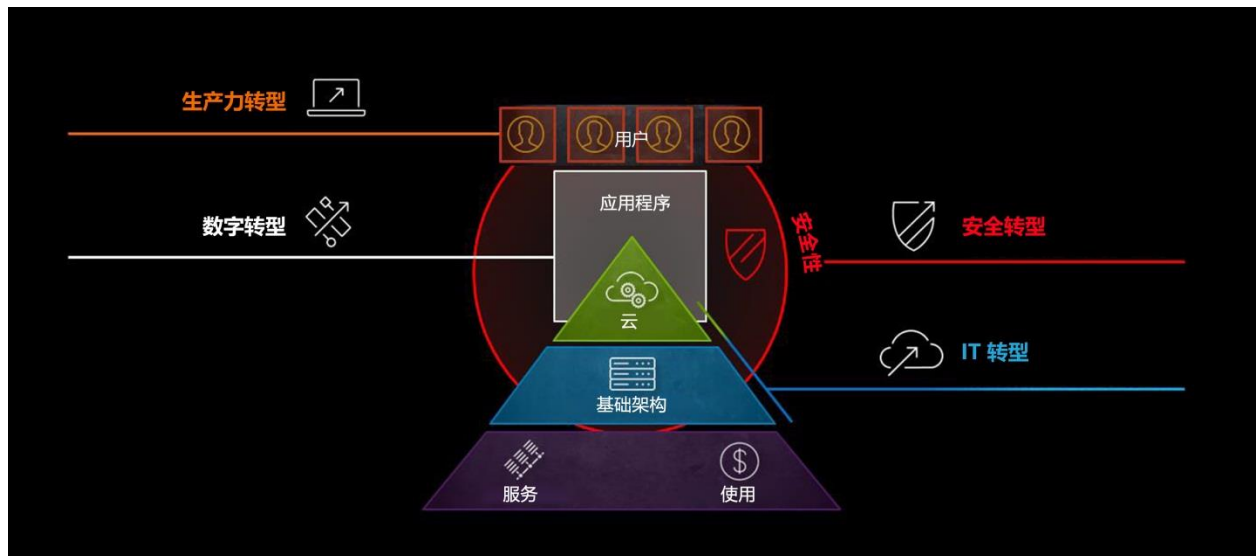 生产力转型
用户
应用程序
数字转型
安全性
安全转型
云
IT 转型
基础架构
服务
使用